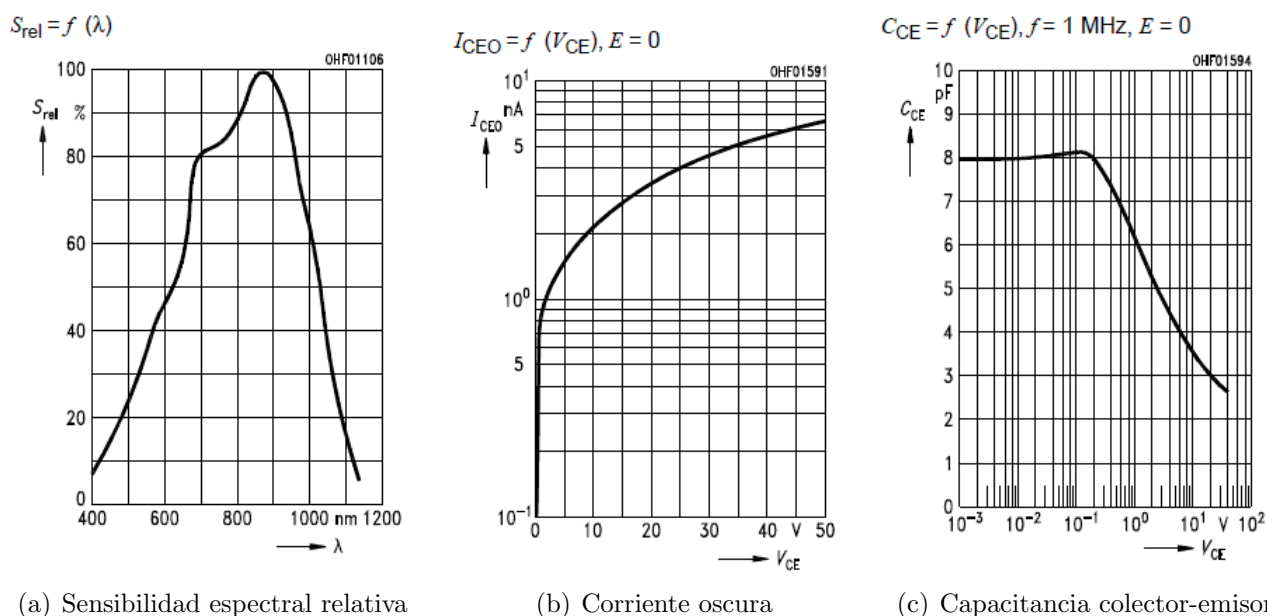 S_rel = f (λ)
OHF01106
S_rel %
100
80
60
40
20
0
400 600 800 1000 nm 1200
λ
(a) Sensibilidad espectral relativa
I_CEO = f (V_CE), E = 0
OHF01591
I_CEO nA
10^1
5
10^0
5
10^-1
0 10 20 30 V 50
V_CE
(b) Corriente oscura
C_CE = f (V_CE), f = 1 MHz, E = 0
OHF01594
C_CE pF
10
9
8
7
6
5
4
3
2
1
0
10^-3 10^-2 10^-1 10^0 10^1 V 10^2
V_CE
(c) Capacitancia colector-emisor